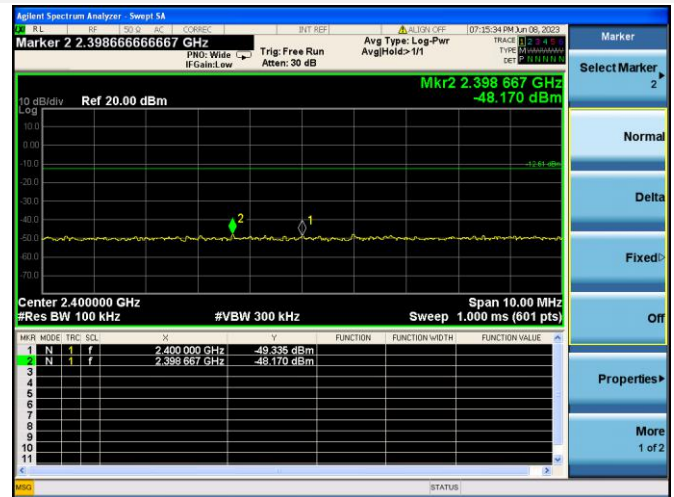 Agilent Spectrum Analyzer - Swept SA
RL RF 50 Ω AC CORREC INT REF ALIGN OFF 07:15:34 PM Jun 08, 2023
Marker 2 2.398666666667 GHz
PNO: Wide
IFGain:Low
Trig: Free Run
Atten: 30 dB
Avg Type: Log-Pwr
Avg|Hold:>1/1
TRACE 1 2 3 4 5 6
TYPE
DET P N N N N N
Mkr2 2.398 667 GHz
-48.170 dBm
10 dB/div Ref 20.00 dBm
Log
10.0
0.00
-10.0
-12.61 dBm
-20.0
-30.0
-40.0
2
1
-50.0
-60.0
-70.0
Center 2.400000 GHz Span 10.00 MHz
#Res BW 100 kHz #VBW 300 kHz Sweep 1.000 ms (601 pts)
MKR MODE TRC SCL X Y FUNCTION FUNCTION WIDTH FUNCTION VALUE
1 N 1 f 2.400 000 GHz -49.335 dBm
2 N 1 f 2.398 667 GHz -48.170 dBm
3
4
5
6
7
8
9
10
11
MSG STATUS
Marker
Select Marker
2
Normal
Delta
Fixed
Off
Properties
More
1 of 2